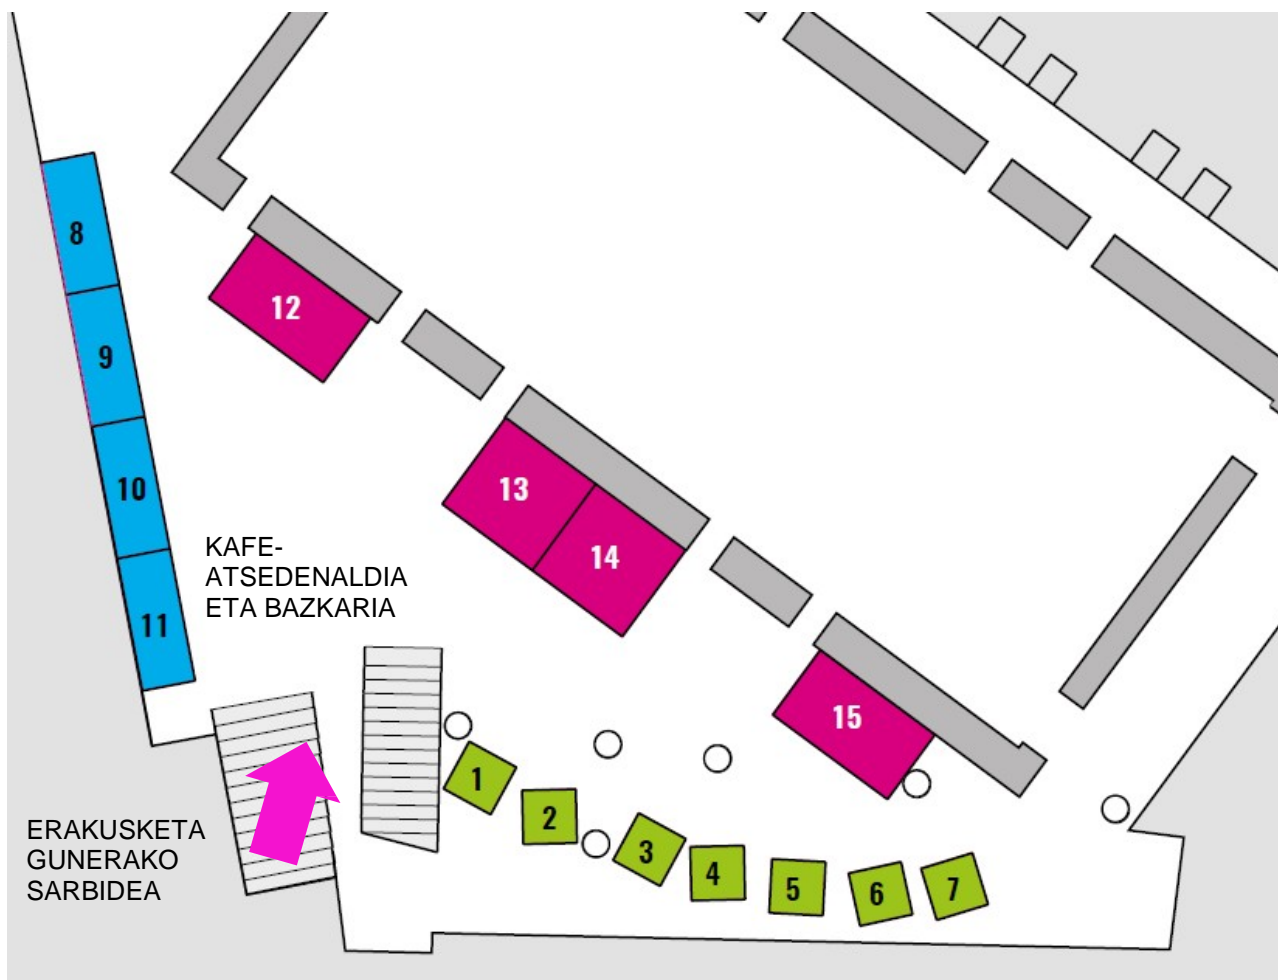 8
9
10
11
12
13
14
15
KAFE-
ATSEDENALDIA
ETA BAZKARIA
1
2
3
4
5
6
7
ERAKUSKETA
GUNERAKO
SARBIDEA